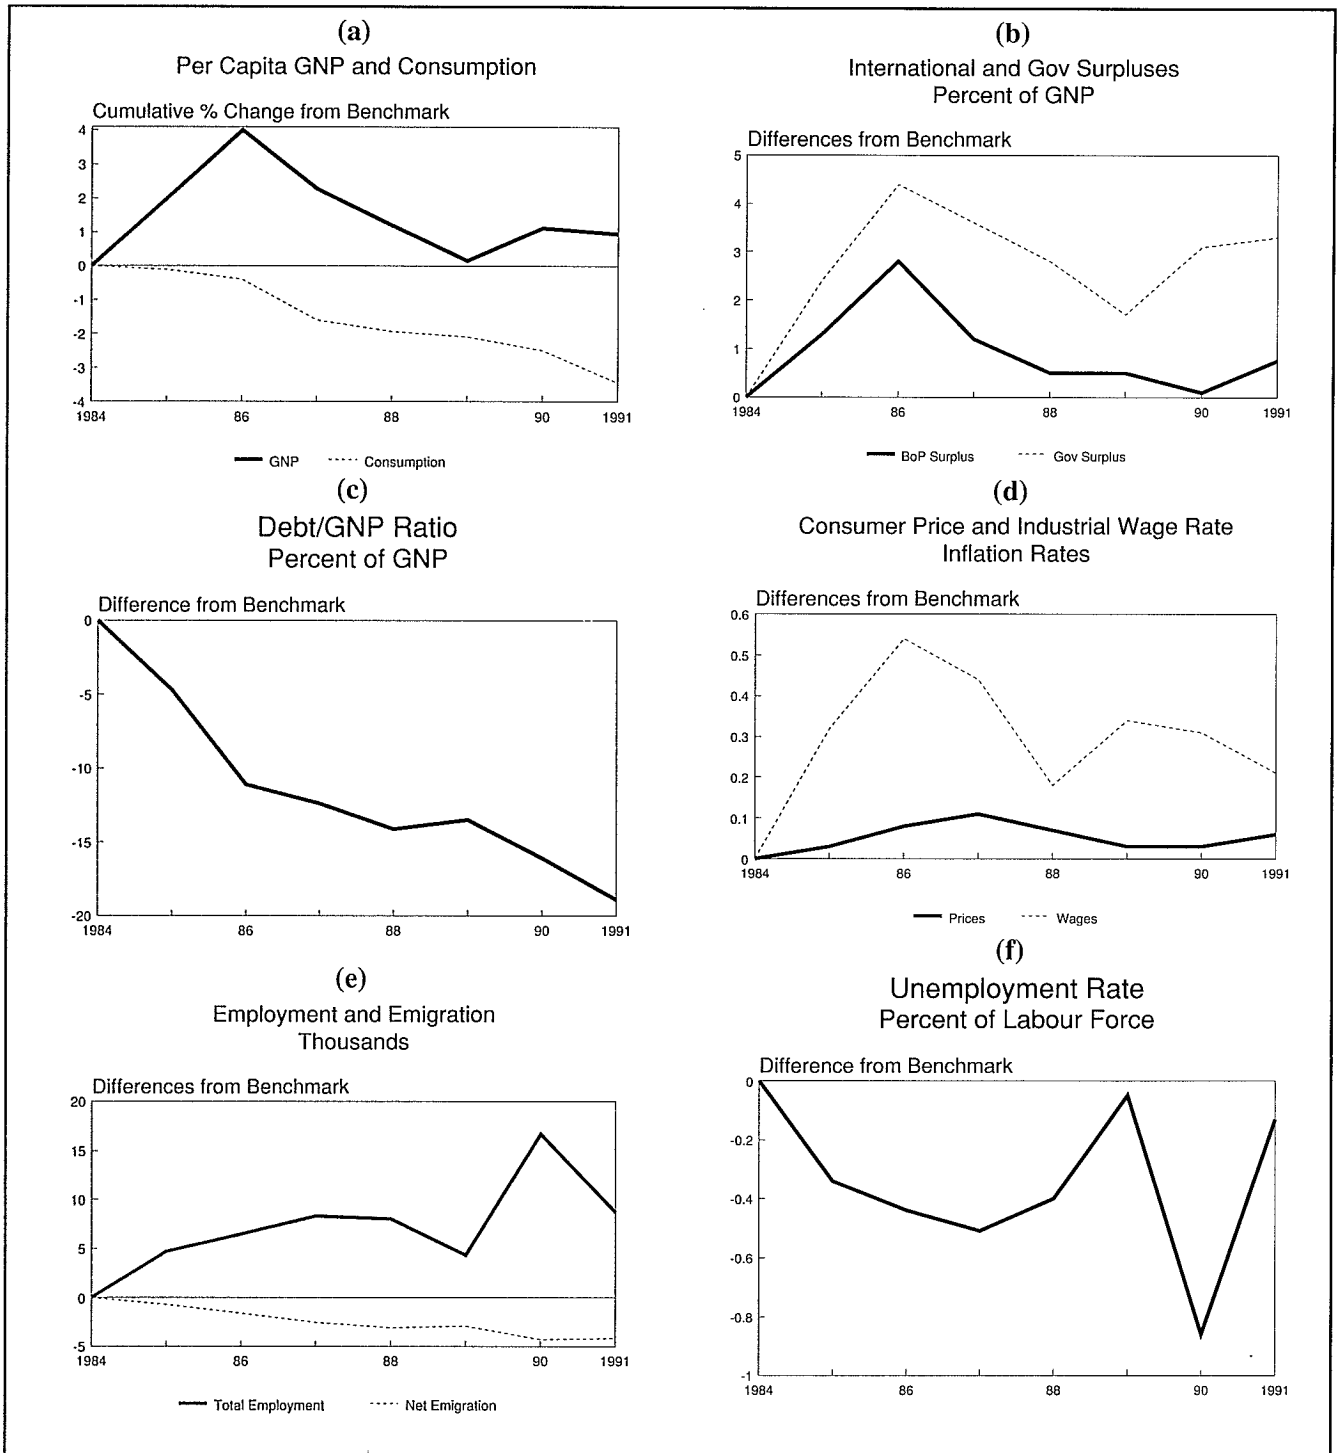 (a)
Per Capita GNP and Consumption
Cumulative % Change from Benchmark
4
3
2
1
0
-1
-2
-3
-4
1984 86 88 90 1991
GNP Consumption
(b)
International and Gov Surpluses
Percent of GNP
Differences from Benchmark
5
4
3
2
1
0
1984 86 88 90 1991
BoP Surplus Gov Surplus
(c)
Debt/GNP Ratio
Percent of GNP
Difference from Benchmark
0
-5
-10
-15
-20
1984 86 88 90 1991
(d)
Consumer Price and Industrial Wage Rate
Inflation Rates
Differences from Benchmark
0.6
0.5
0.4
0.3
0.2
0.1
0
1984 86 88 90 1991
Prices Wages
(e)
Employment and Emigration
Thousands
Differences from Benchmark
20
15
10
5
0
-5
1984 86 88 90 1991
Total Employment Net Emigration
(f)
Unemployment Rate
Percent of Labour Force
Difference from Benchmark
0
-0.2
-0.4
-0.6
-0.8
-1
1984 86 88 90 1991